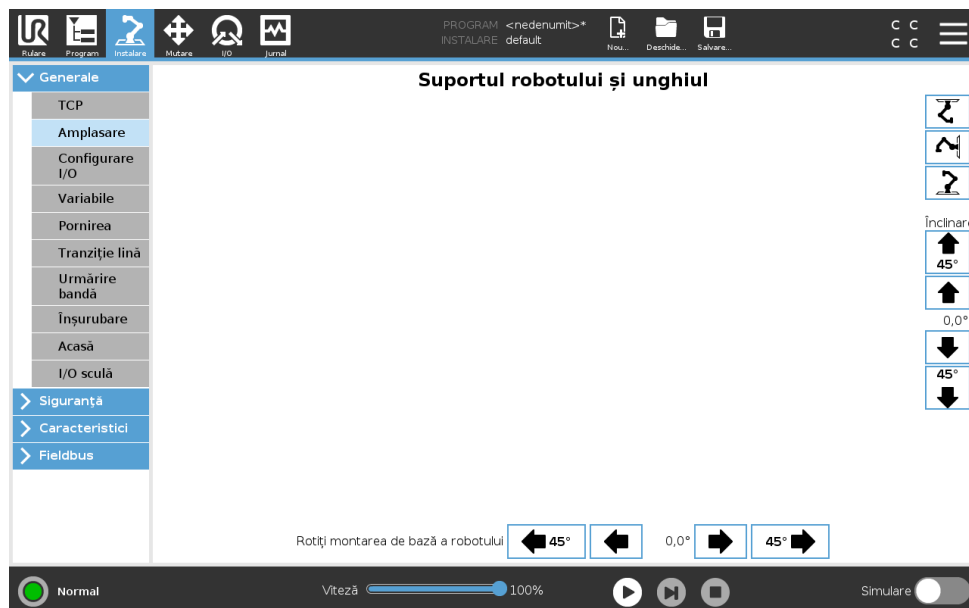 UR
Rulare
Program
Instalare
Mutare
I/O
Jurnal
PROGRAM <nedenumit>*
INSTALARE default
Nou...
Deschide...
Salvare...
C C
C C
Generale
TCP
Amplasare
Configurare
I/O
Variabile
Pornirea
Tranziție lină
Urmărire
bandă
Înșurubare
Acasă
I/O sculă
Siguranță
Caracteristici
Fieldbus
Suportul robotului și unghiul
Înclinare
45°
0,0°
45°
Rotiți montarea de bază a robotului
45°
0,0°
45°
Normal
Viteză
100%
Simulare